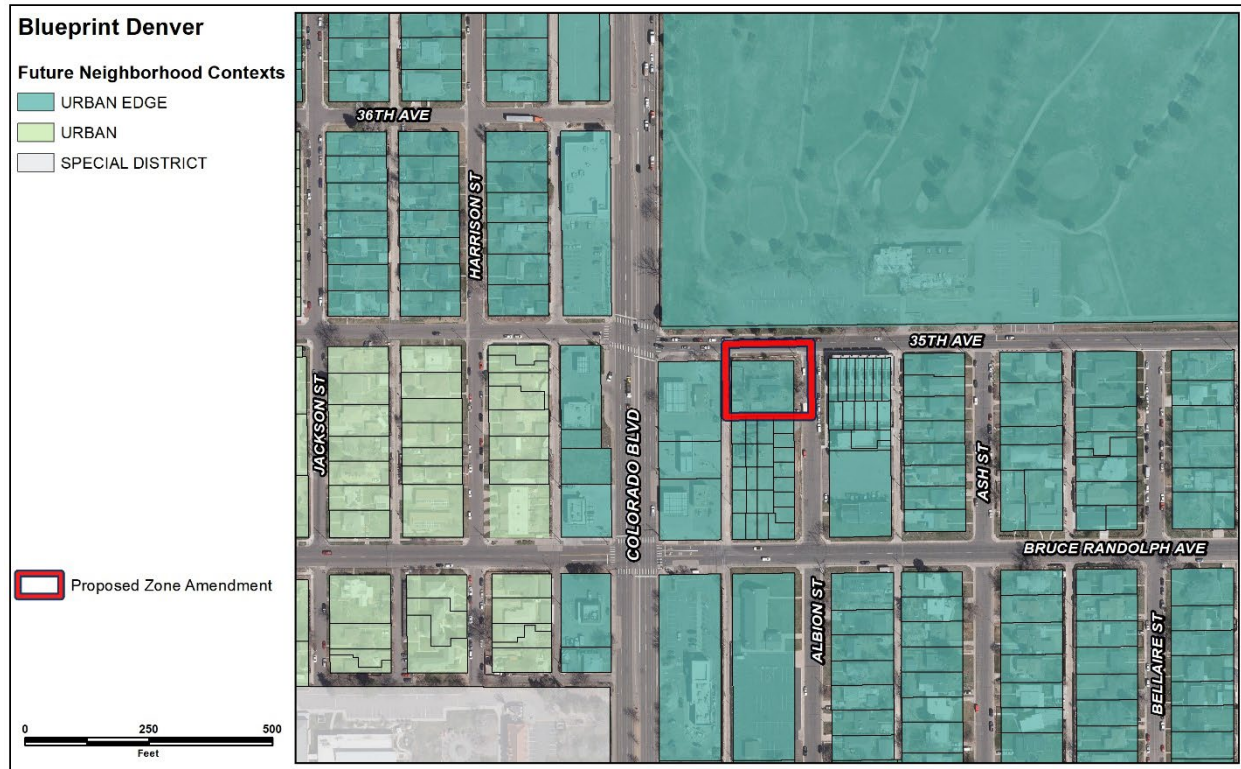 Blueprint Denver
Future Neighborhood Contexts
URBAN EDGE
URBAN
SPECIAL DISTRICT
Proposed Zone Amendment
0 250 500
Feet
36TH AVE
HARRISON ST
35TH AVE
JACKSON ST
COLORADO BLVD
ASH ST
BRUCE RANDOLPH AVE
ALBION ST
BELLAIRE ST